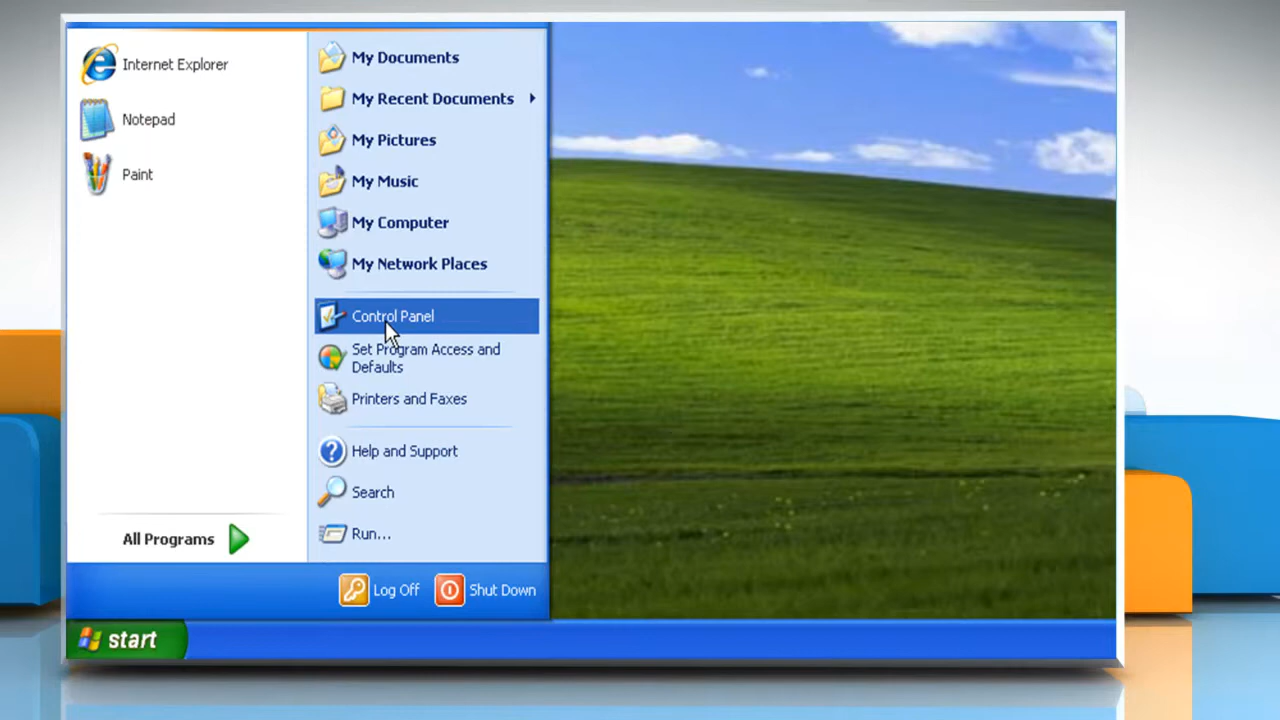 Internet Explorer
Notepad
Paint
All Programs
My Documents
My Recent Documents
My Pictures
My Music
My Computer
My Network Places
Control Panel
Set Program Access and
Defaults
Printers and Faxes
Help and Support
Search
Run...
Log Off
Shut Down
start